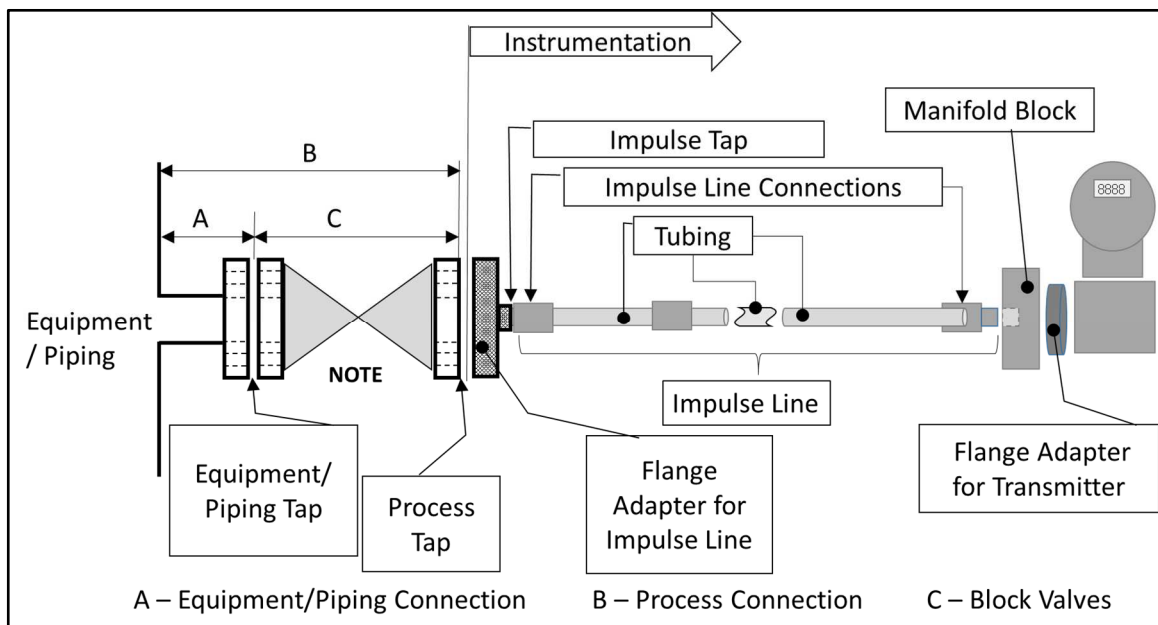 Instrumentation
Manifold Block
Impulse Tap
B
Impulse Line Connections
8888
A
C
Tubing
Equipment
/ Piping
NOTE
Impulse Line
Equipment/
Piping Tap
Process
Tap
Flange
Adapter for
Impulse Line
Flange Adapter
for Transmitter
A – Equipment/Piping Connection
B – Process Connection
C – Block Valves